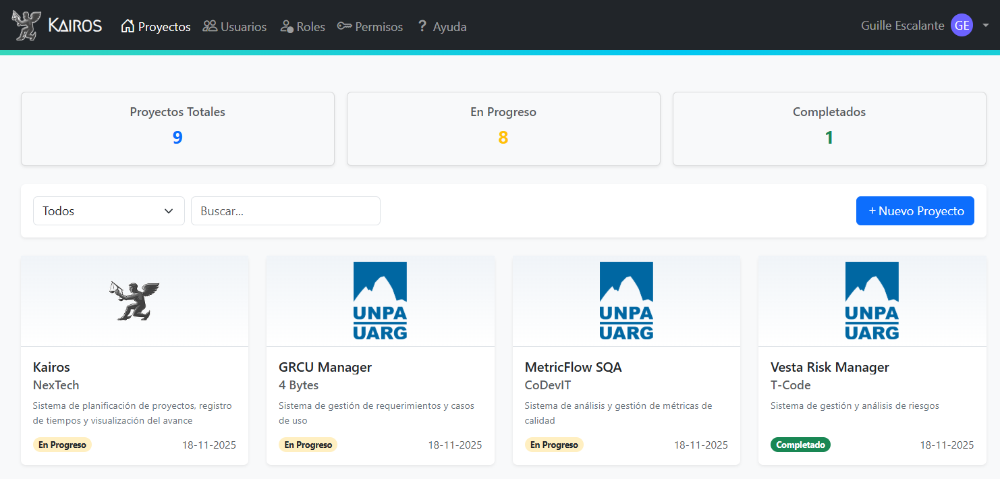 KAIROS Proyectos Usuarios Roles Permisos ? Ayuda Guille Escalante GE
Proyectos Totales
9
En Progreso
8
Completados
1
Todos
Buscar...
+ Nuevo Proyecto
UNPA
UARG
UNPA
UARG
UNPA
UARG
Kairos
NexTech
Sistema de planificación de proyectos, registro
de tiempos y visualización del avance
En Progreso 18-11-2025
GRCU Manager
4 Bytes
Sistema de gestión de requerimientos y casos
de uso
En Progreso 18-11-2025
MetricFlow SQA
CoDevIT
Sistema de análisis y gestión de métricas de
calidad
En Progreso 18-11-2025
Vesta Risk Manager
T-Code
Sistema de gestión y análisis de riesgos
Completado 18-11-2025